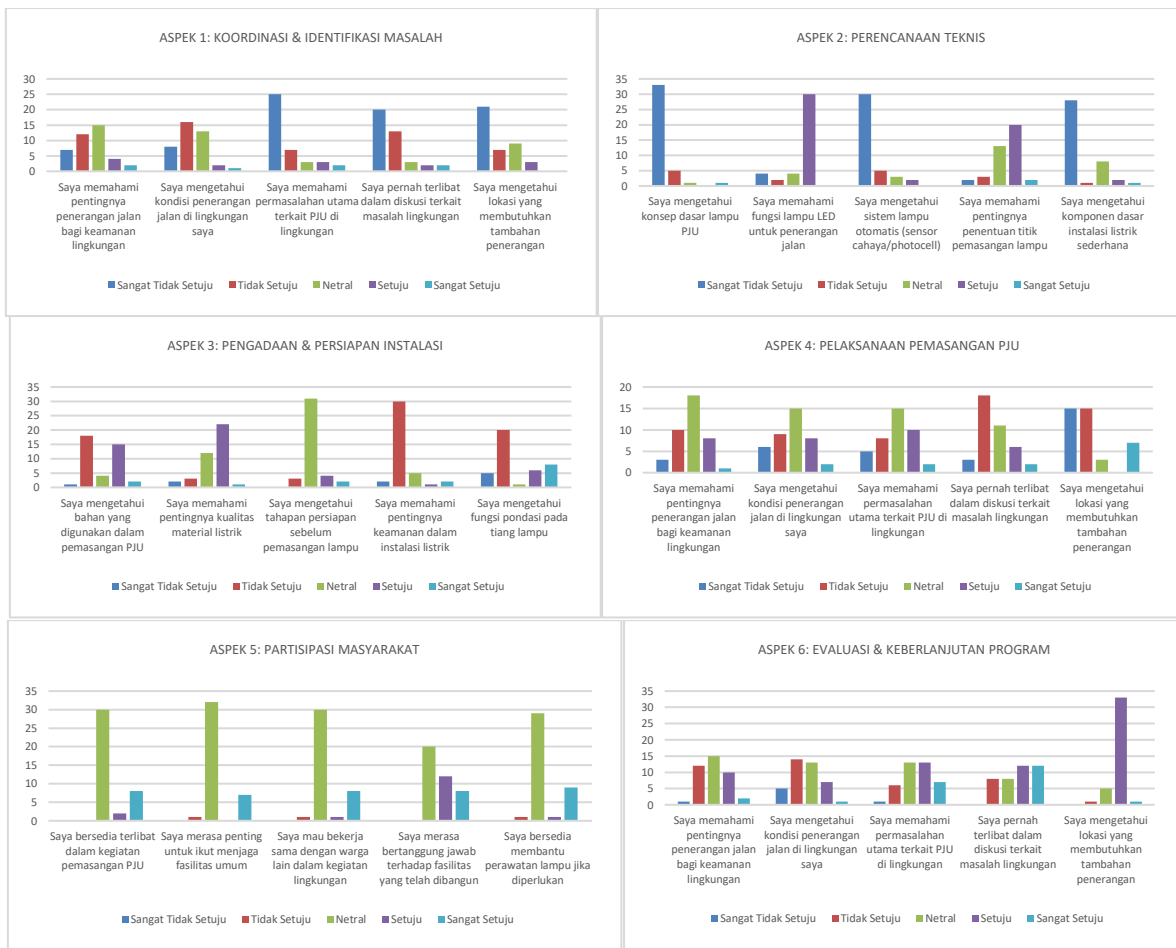 ASPEK 1: KOORDINASI & IDENTIFIKASI MASALAH
30
25
20
15
10
5
0
Saya memahami pentingnya penerangan jalan bagi keamanan lingkungan
Saya mengetahui kondisi penerangan jalan di lingkungan saya
Saya memahami permasalahan utama terkait PJU di lingkungan
Saya pernah terlibat dalam diskusi terkait masalah lingkungan
Saya mengetahui lokasi yang membutuhkan tambahan penerangan
Sangat Tidak Setuju Tidak Setuju Netral Setuju Sangat Setuju
ASPEK 2: PERENCANAAN TEKNIS
35
30
25
20
15
10
5
0
Saya mengetahui konsep dasar lampu PJU
Saya memahami fungsi lampu LED untuk penerangan jalan
Saya mengetahui sistem lampu otomatis (sensor cahaya/photocell)
Saya memahami pentingnya penentuan titik pemasangan lampu
Saya mengetahui komponen dasar instalasi listrik sederhana
Sangat Tidak Setuju Tidak Setuju Netral Setuju Sangat Setuju
ASPEK 3: PENGADAAN & PERSIAPAN INSTALASI
35
30
25
20
15
10
5
0
Saya mengetahui bahan yang digunakan dalam pemasangan PJU
Saya memahami pentingnya kualitas material listrik
Saya mengetahui tahapan persiapan sebelum pemasangan lampu
Saya memahami pentingnya keamanan dalam instalasi listrik
Saya mengetahui fungsi pondasi pada tiang lampu
Sangat Tidak Setuju Tidak Setuju Netral Setuju Sangat Setuju
ASPEK 4: PELAKSANAAN PEMASANGAN PJU
20
15
10
5
0
Saya memahami pentingnya penerangan jalan bagi keamanan lingkungan
Saya mengetahui kondisi penerangan jalan di lingkungan saya
Saya memahami permasalahan utama terkait PJU di lingkungan
Saya pernah terlibat dalam diskusi terkait masalah lingkungan
Saya mengetahui lokasi yang membutuhkan tambahan penerangan
Sangat Tidak Setuju Tidak Setuju Netral Setuju Sangat Setuju
ASPEK 5: PARTISIPASI MASYARAKAT
35
30
25
20
15
10
5
0
Saya bersedia terlibat dalam kegiatan pemasangan PJU
Saya merasa penting untuk ikut menjaga fasilitas umum
Saya mau bekerja sama dengan warga lain dalam kegiatan lingkungan
Saya merasa bertanggung jawab terhadap fasilitas yang telah dibangun
Saya bersedia membantu perawatan lampu jika diperlukan
Sangat Tidak Setuju Tidak Setuju Netral Setuju Sangat Setuju
ASPEK 6: EVALUASI & KEBERLANJUTAN PROGRAM
35
30
25
20
15
10
5
0
Saya memahami pentingnya penerangan jalan bagi keamanan lingkungan
Saya mengetahui kondisi penerangan jalan di lingkungan saya
Saya memahami permasalahan utama terkait PJU di lingkungan
Saya pernah terlibat dalam diskusi terkait masalah lingkungan
Saya mengetahui lokasi yang membutuhkan tambahan penerangan
Sangat Tidak Setuju Tidak Setuju Netral Setuju Sangat Setuju